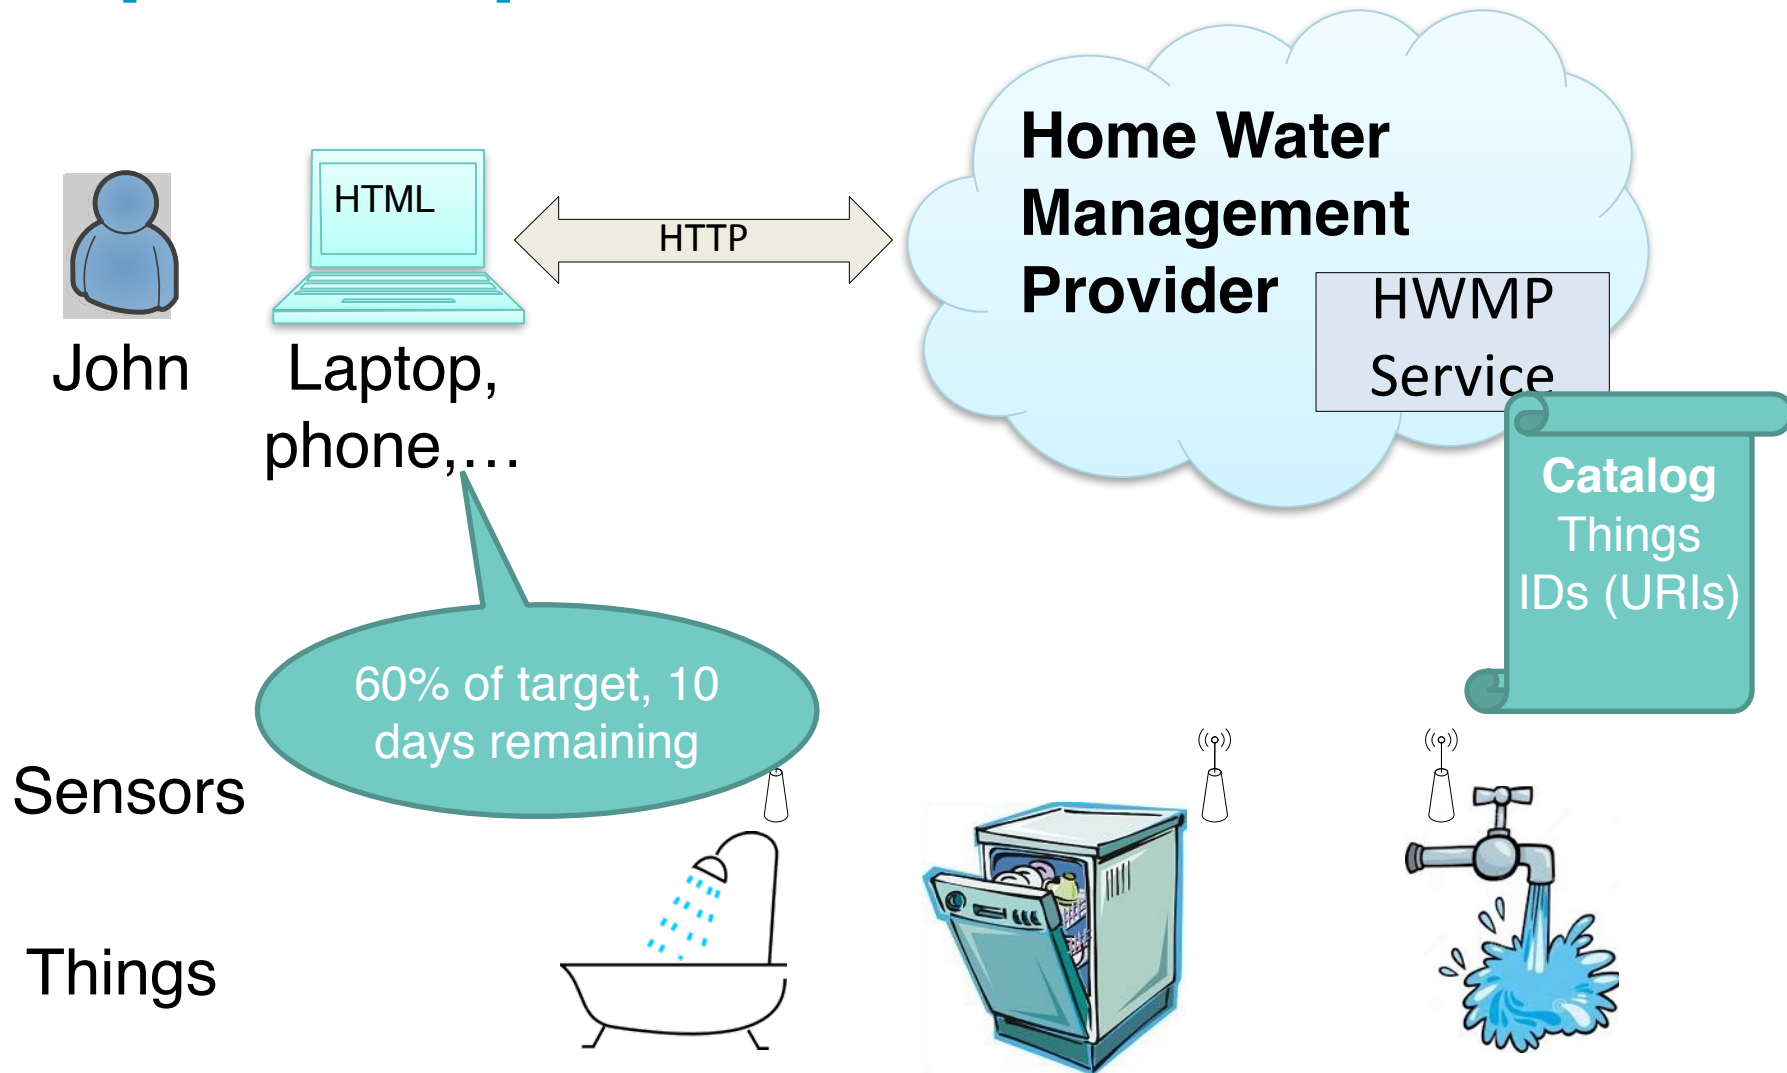 Home Water
Management
Provider
HTML
HTTP
HWMP
Service
John
Laptop,
phone,...
Catalog
Things
IDs (URIs)
60% of target, 10
days remaining
Sensors
Things